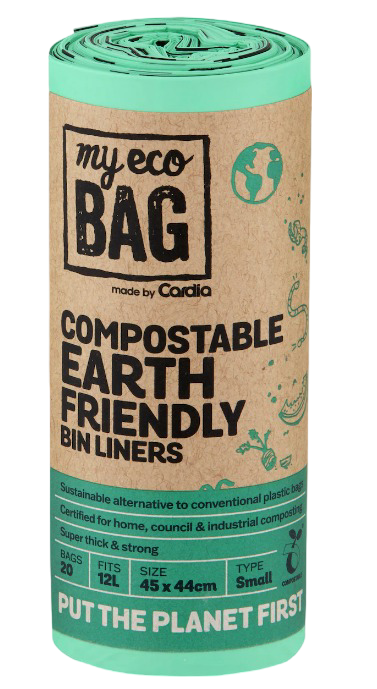 my eco
BAG
made by Cardia
COMPOSTABLE
EARTH
FRIENDLY
BIN LINERS
Sustainable alternative to conventional plastic bags
Certified for home, council & industrial composting
Super thick & strong
BAGS
20
FITS
12L
SIZE
45 x 44cm
TYPE
Small
COMPOSTABLE
PUT THE PLANET FIRST